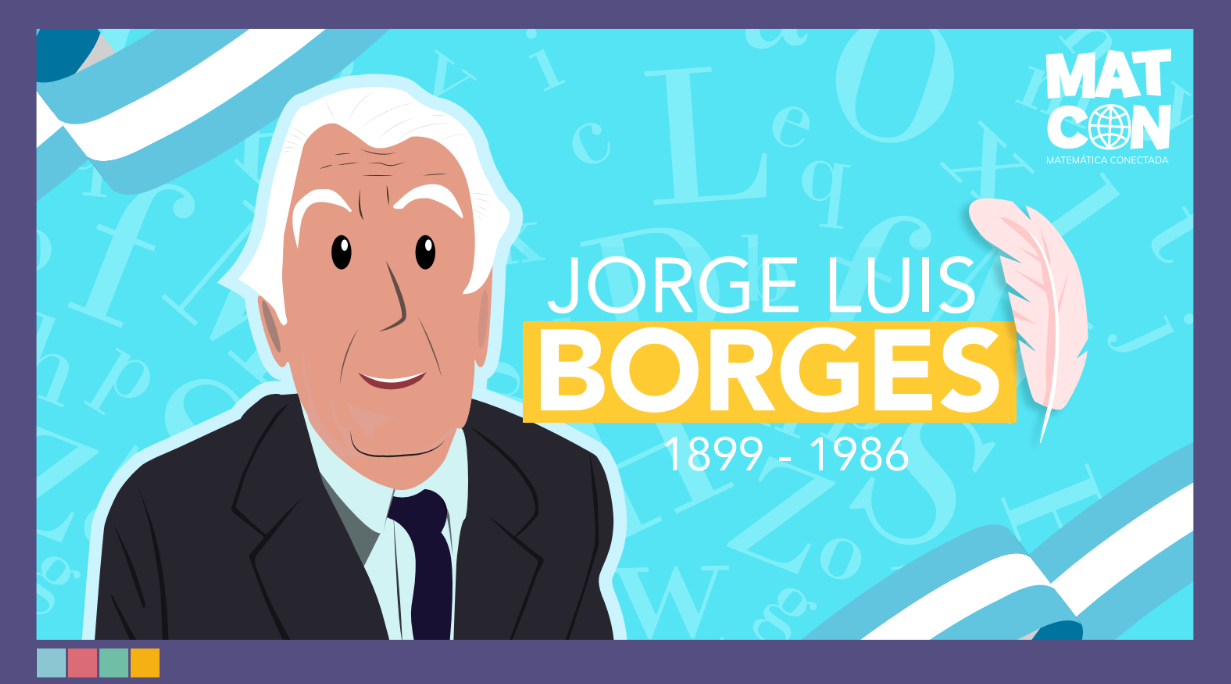 MAT
CON
MATEMÁTICA CONECTADA
JORGE LUIS
BORGES
1899 - 1986